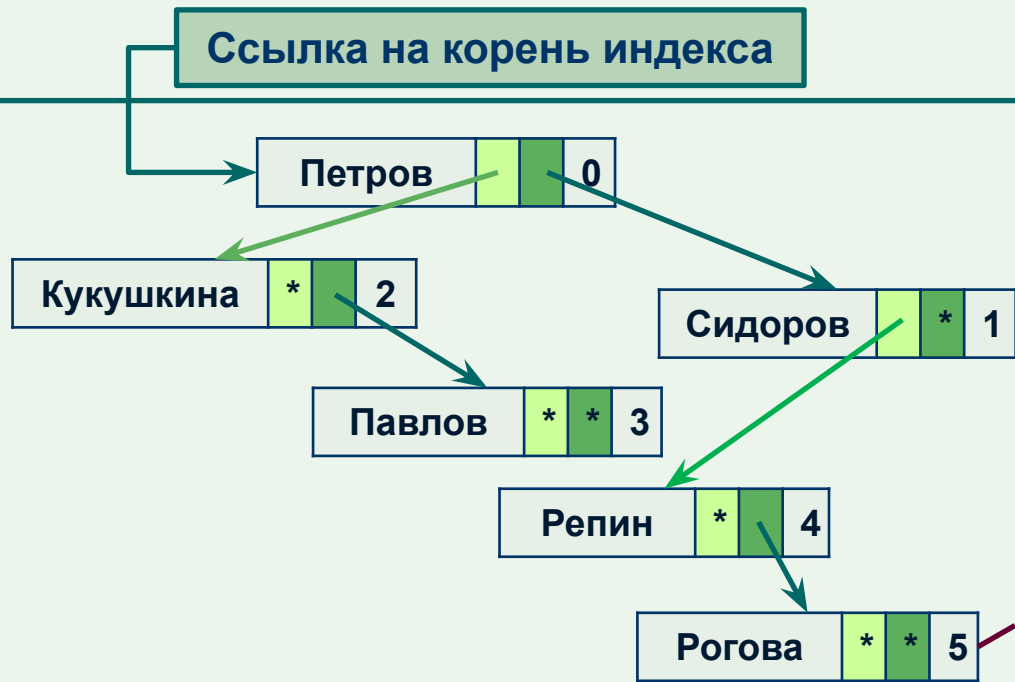 Ссылка на корень индекса
Петров 0
Кукушкина * 2
Сидоров * 1
Павлов * * 3
Репин * 4
Рогова * * 5